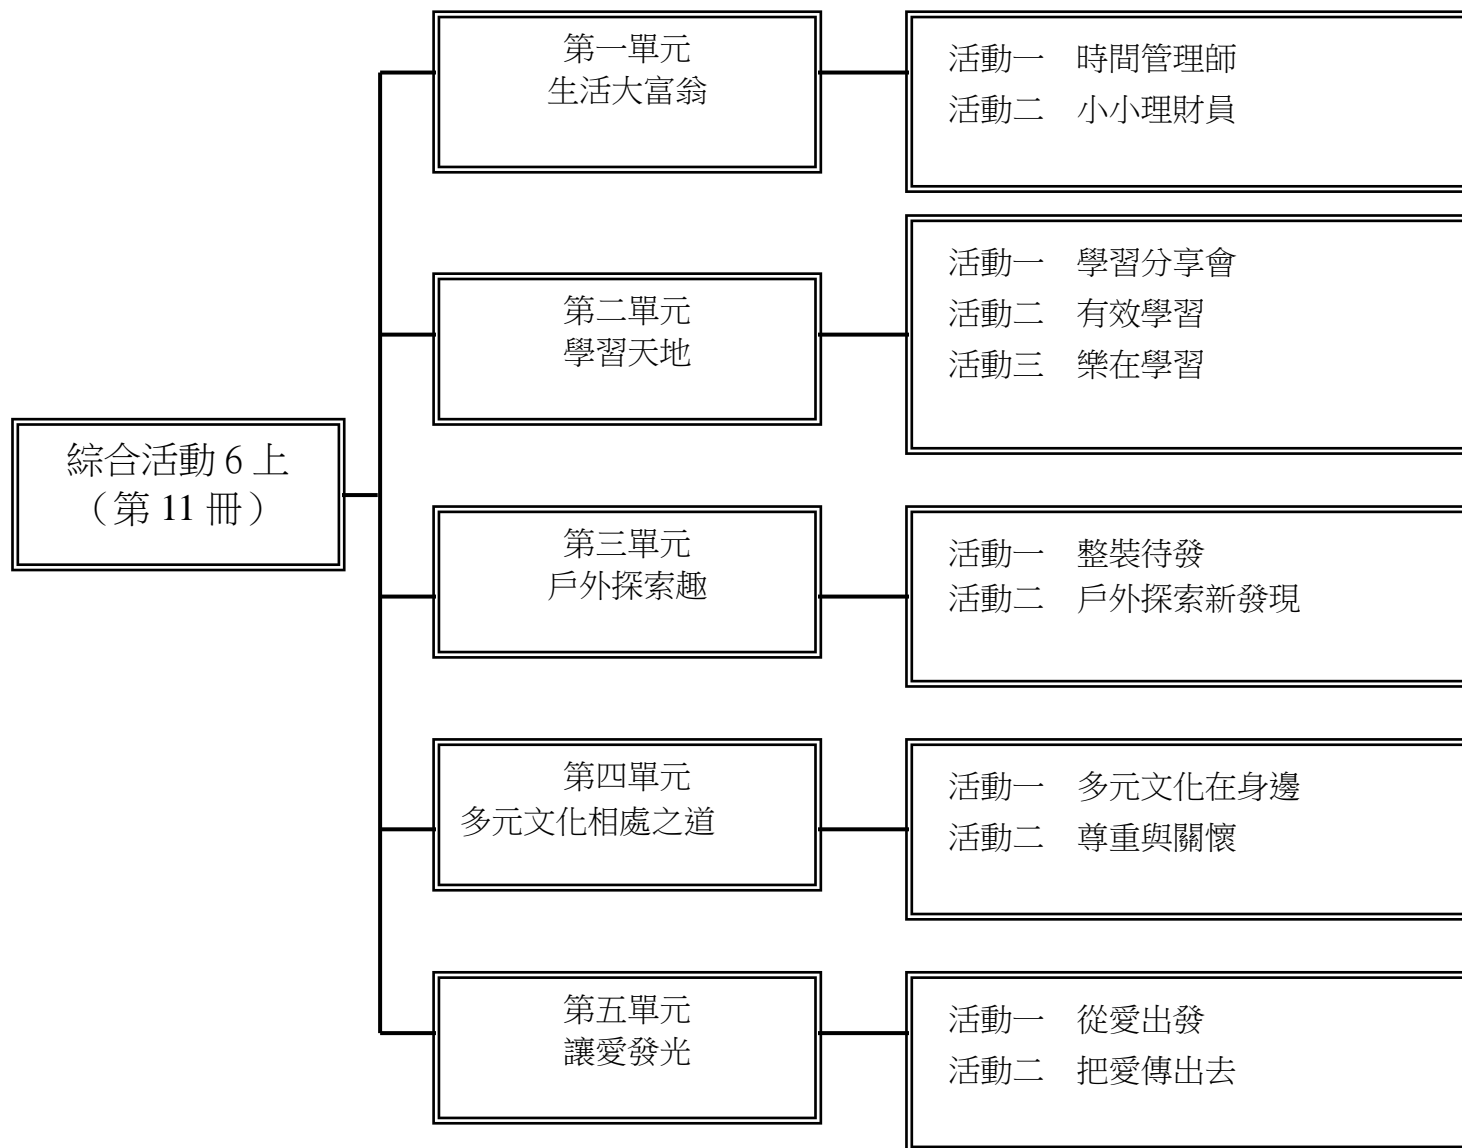 綜合活動 6 上
（第 11 冊）
第一單元
生活大富翁
活動一　時間管理師
活動二　小小理財員
第二單元
學習天地
活動一　學習分享會
活動二　有效學習
活動三　樂在學習
第三單元
戶外探索趣
活動一　整裝待發
活動二　戶外探索新發現
第四單元
多元文化相處之道
活動一　多元文化在身邊
活動二　尊重與關懷
第五單元
讓愛發光
活動一　從愛出發
活動二　把愛傳出去